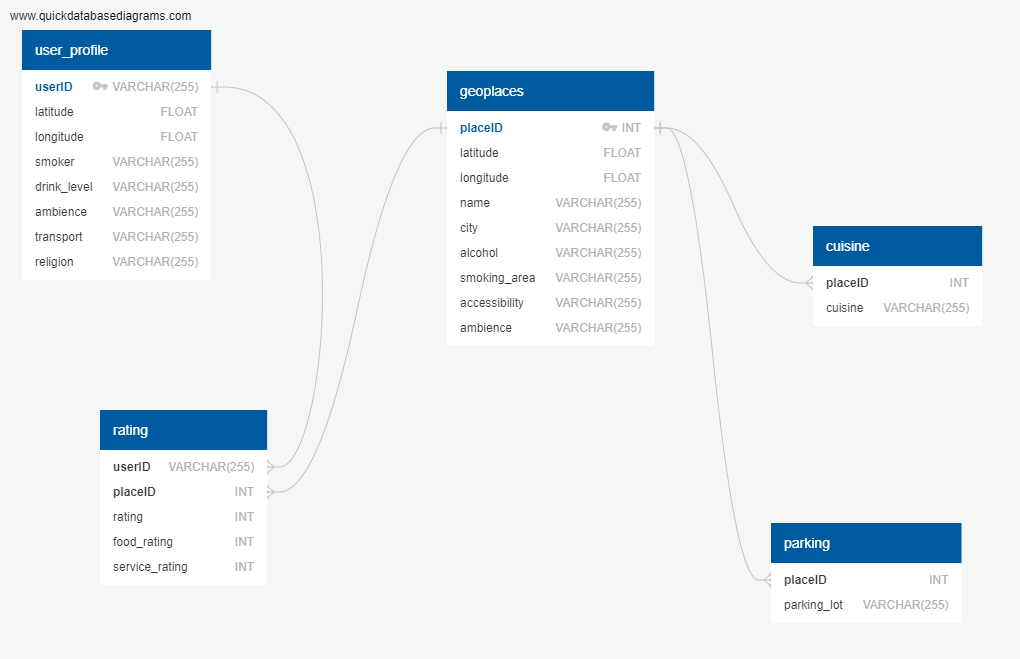 www.quickdatabasediagrams.com
user_profile
userID VARCHAR(255)
latitude FLOAT
longitude FLOAT
smoker VARCHAR(255)
drink_level VARCHAR(255)
ambience VARCHAR(255)
transport VARCHAR(255)
religion VARCHAR(255)
geoplaces
placeID INT
latitude FLOAT
longitude FLOAT
name VARCHAR(255)
city VARCHAR(255)
alcohol VARCHAR(255)
smoking_area VARCHAR(255)
accessibility VARCHAR(255)
ambience VARCHAR(255)
cuisine
placeID INT
cuisine VARCHAR(255)
rating
userID VARCHAR(255)
placeID INT
rating INT
food_rating INT
service_rating INT
parking
placeID INT
parking_lot VARCHAR(255)